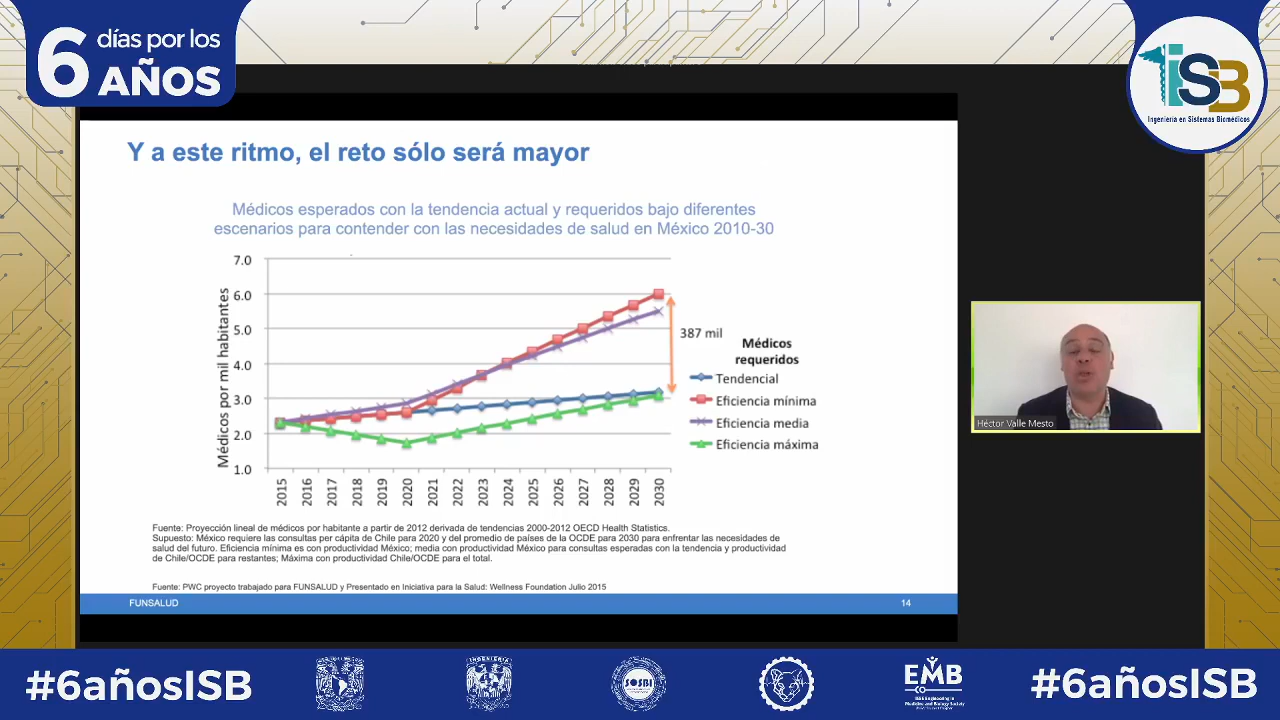 6 días por los
AÑOS
iSB
Ingeniería en Sistemas Biomédicos
Y a este ritmo, el reto sólo será mayor
Médicos esperados con la tendencia actual y requeridos bajo diferentes
escenarios para contender con las necesidades de salud en México 2010-30
Médicos por mil habitantes
7.0
6.0
5.0
4.0
3.0
2.0
1.0
2015
2016
2017
2018
2019
2020
2021
2022
2023
2024
2025
2026
2027
2028
2029
2030
387 mil
Médicos
requeridos
Tendencial
Eficiencia mínima
Eficiencia media
Eficiencia máxima
Fuente: Proyección lineal de médicos por habitante a partir de 2012 derivada de tendencias 2000-2012 OECD Health Statistics.
Supuesto: México requiere las consultas per cápita de Chile para 2020 y del promedio de países de la OCDE para 2030 para enfrentar las necesidades de
salud del futuro. Eficiencia mínima es con productividad México; media con productividad México para consultas esperadas con la tendencia y productividad
de Chile/OCDE para restantes; Máxima con productividad Chile/OCDE para el total.
Fuente: PWC proyecto trabajado para FUNSALUD y Presentado en Iniciativa para la Salud: Wellness Foundation Julio 2015
FUNSALUD
14
Héctor Valle Mesto
#6añosISB
INGENIERÍA
SOSBI
EMB
#6añosISB